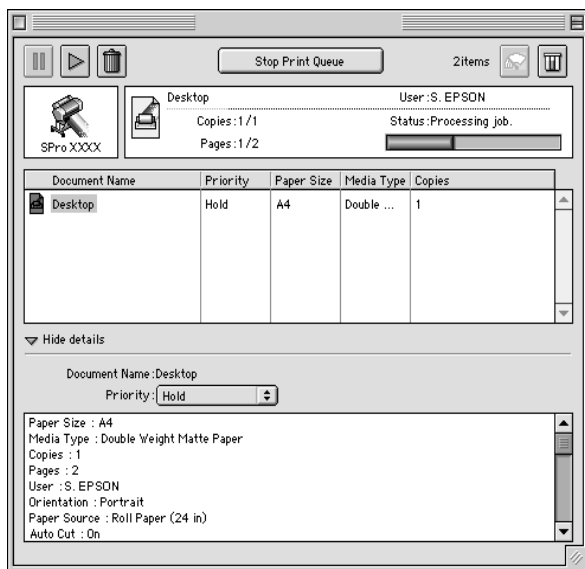 Stop Print Queue
2items
SPro XXXX
Desktop
User :S. EPSON
Copies :1/1
Status :Processing job.
Pages :1/2
Document Name Priority Paper Size Media Type Copies
Desktop Hold A4 Double ... 1
Hide details
Document Name :Desktop
Priority : Hold
Paper Size : A4
Media Type : Double Weight Matte Paper
Copies : 1
Pages : 2
User : S. EPSON
Orientation : Portrait
Paper Source : Roll Paper (24 in)
Auto Cut : On